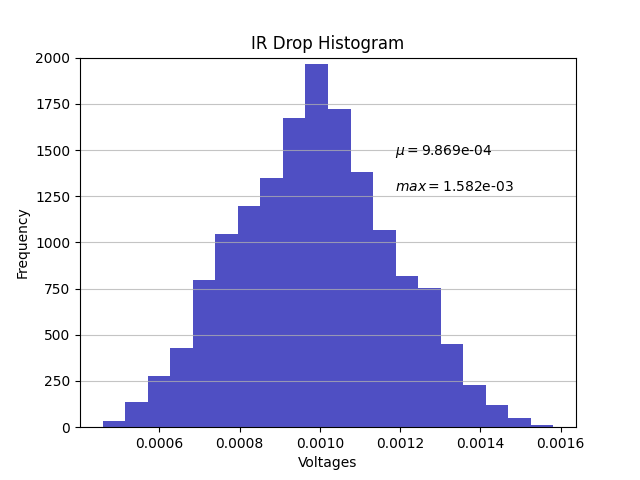 IR Drop Histogram
2000
1750
1500
1250
1000
750
500
250
0
Frequency
μ = 9.869e-04
max = 1.582e-03
0.0006 0.0008 0.0010 0.0012 0.0014 0.0016
Voltages